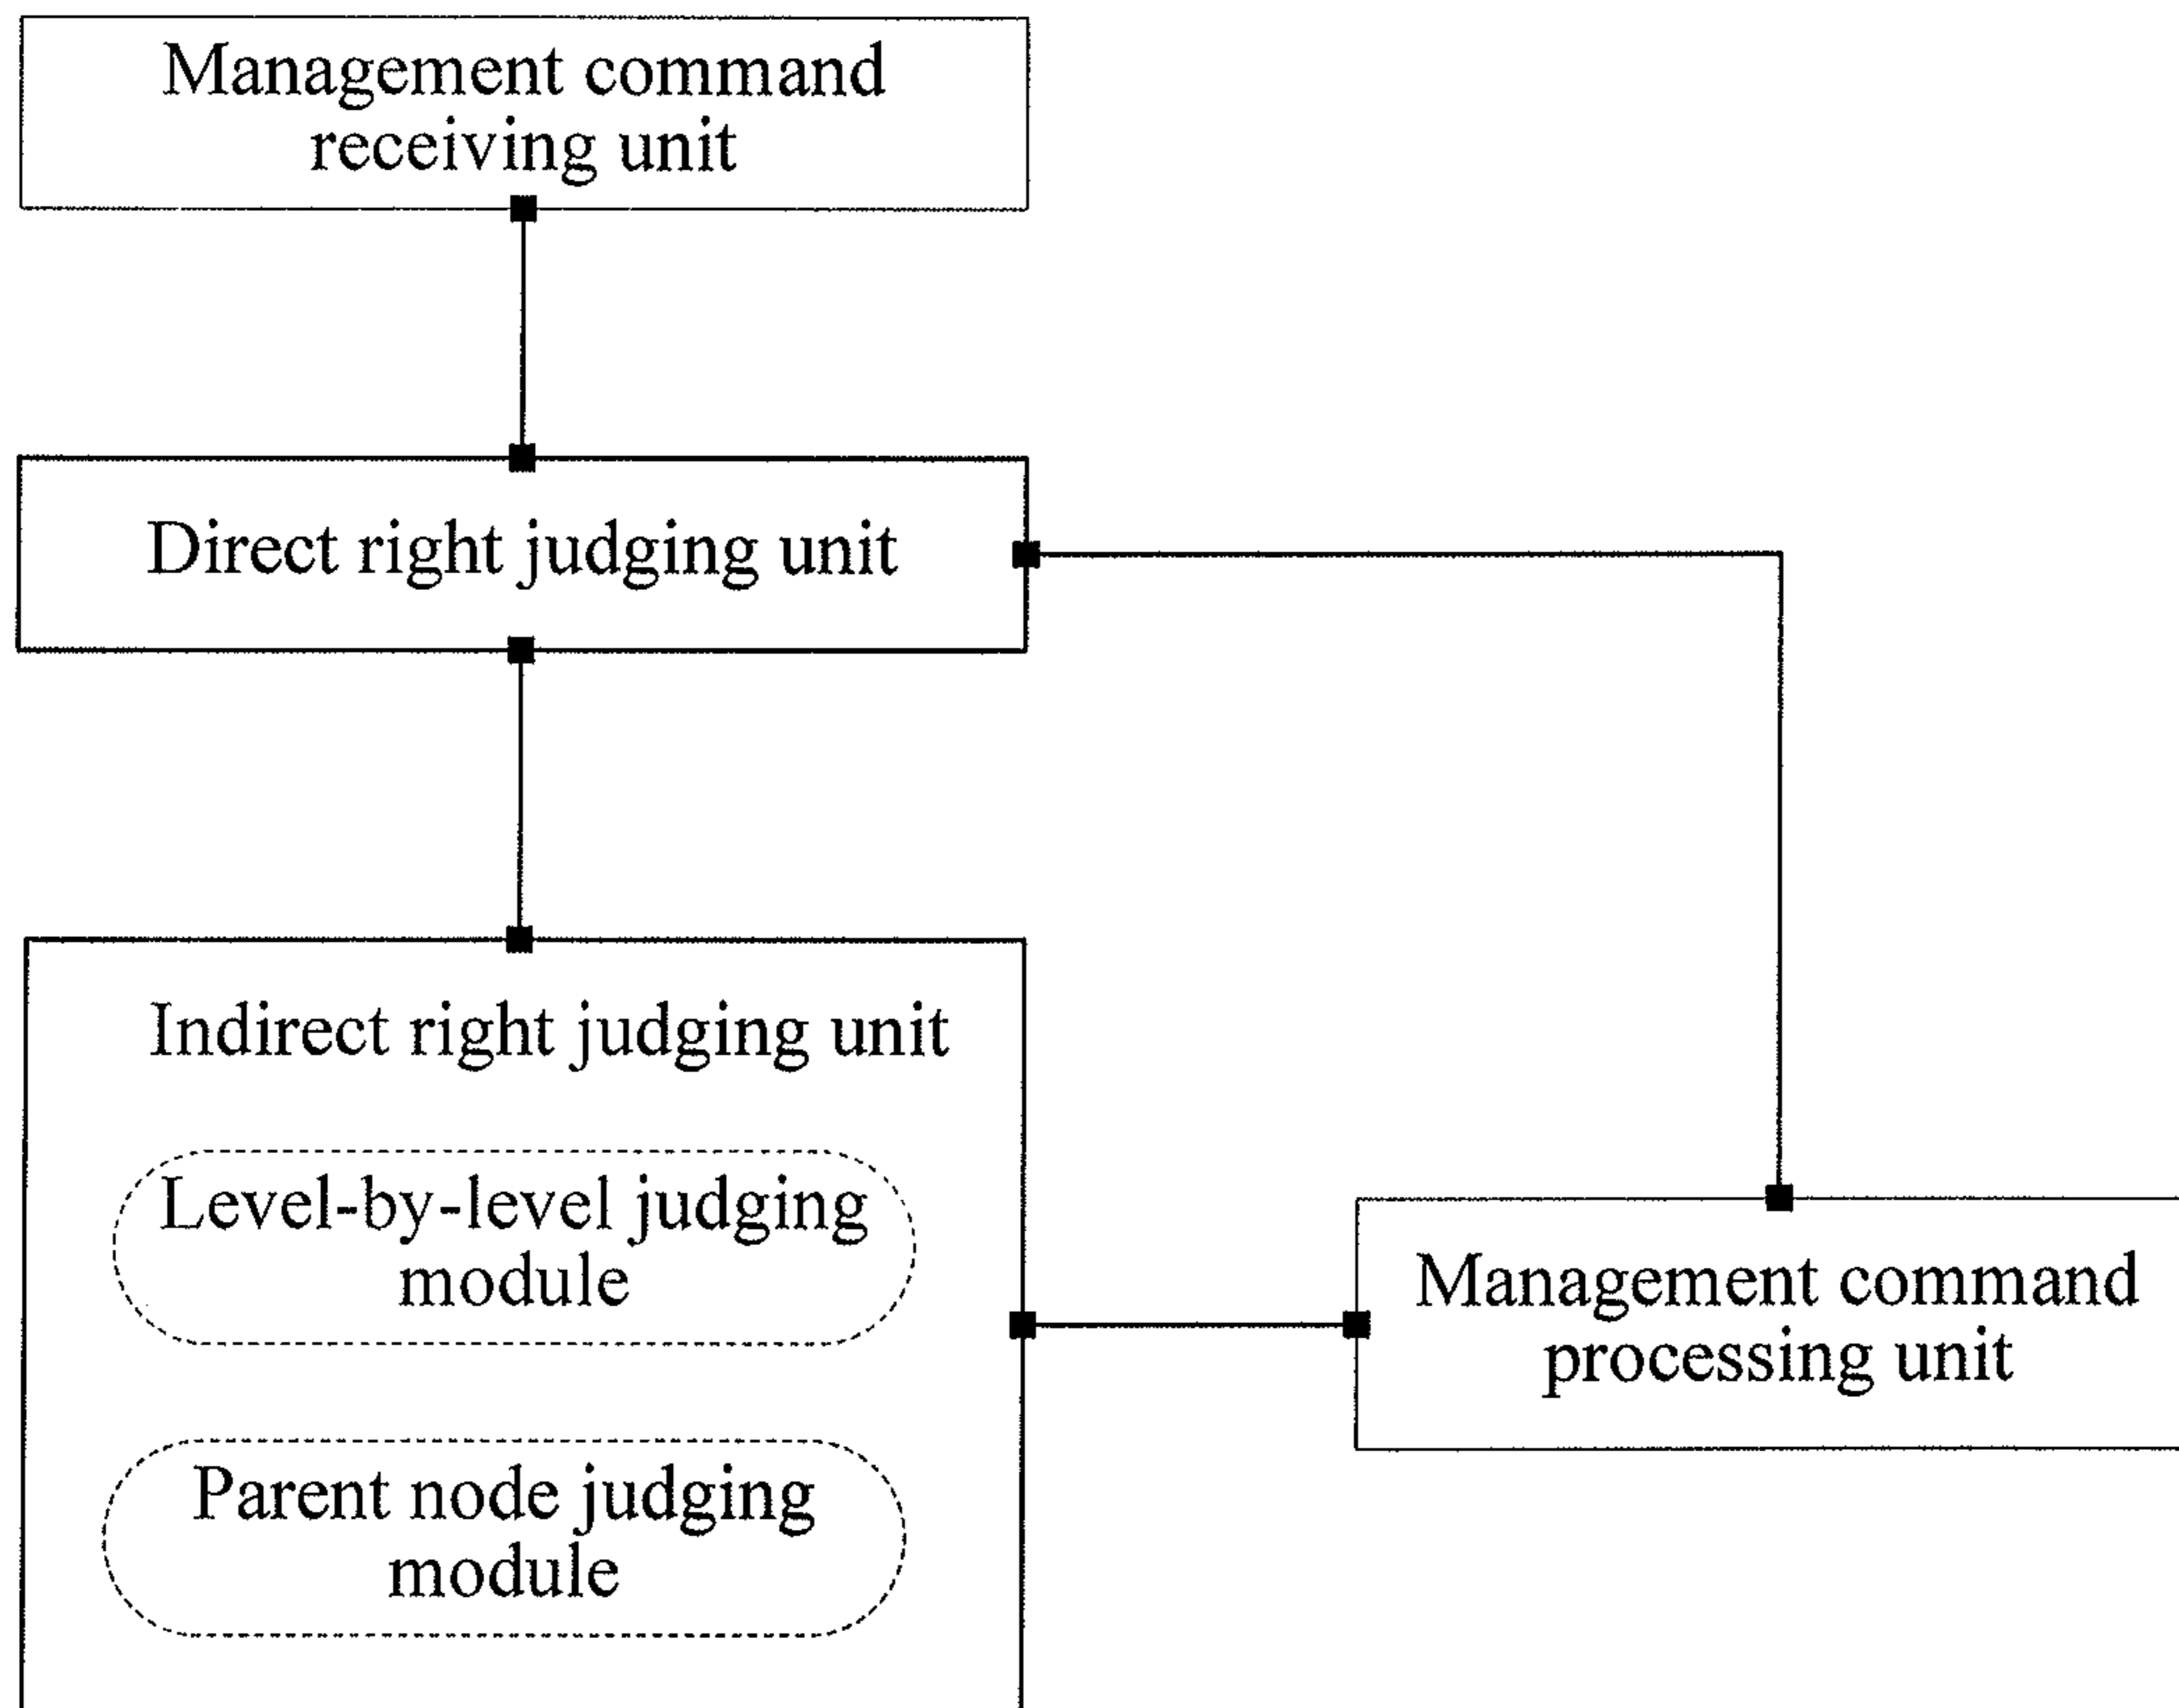 Management command
receiving unit
Direct right judging unit
Indirect right judging unit
Level-by-level judging
module
Parent node judging
module
Management command
processing unit